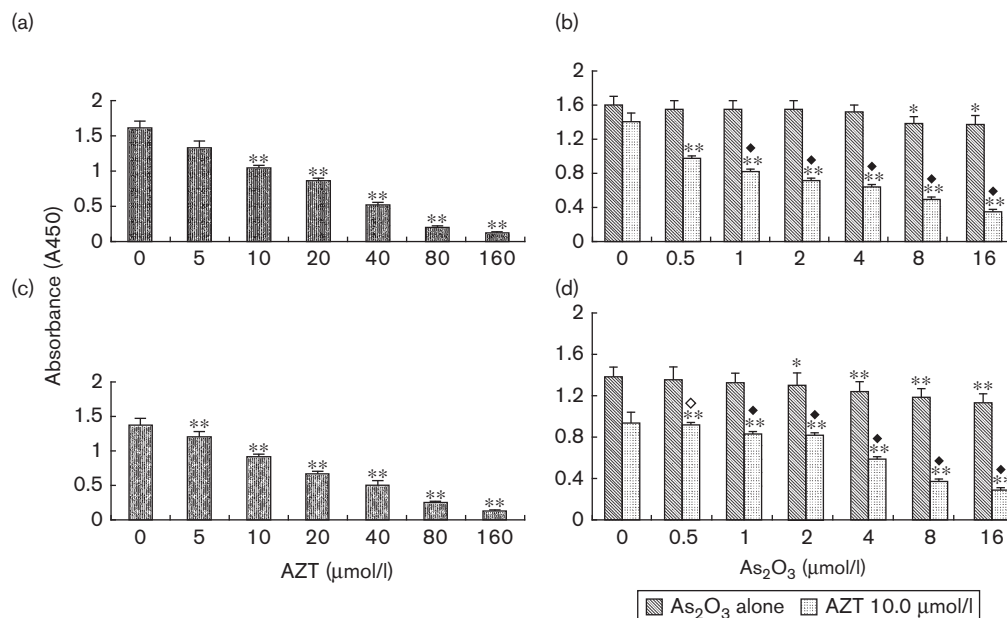 (a)
2
1.5
1
0.5
0
** ** ** ** **
0 5 10 20 40 80 160
(b)
1.6
1.2
0.8
0.4
0
* *
** ◆** ◆** ◆** ◆** ◆**
0 0.5 1 2 4 8 16
Absorbance (A450)
(c)
2
1.5
1
0.5
0
** ** ** ** ** **
0 5 10 20 40 80 160
AZT (μmol/l)
(d)
1.6
1.2
0.8
0.4
0
* ** ** **
◇** ◆** ◆** ◆** ◆** ◆**
0 0.5 1 2 4 8 16
As₂O₃ (μmol/l)
As₂O₃ alone AZT 10.0 μmol/l